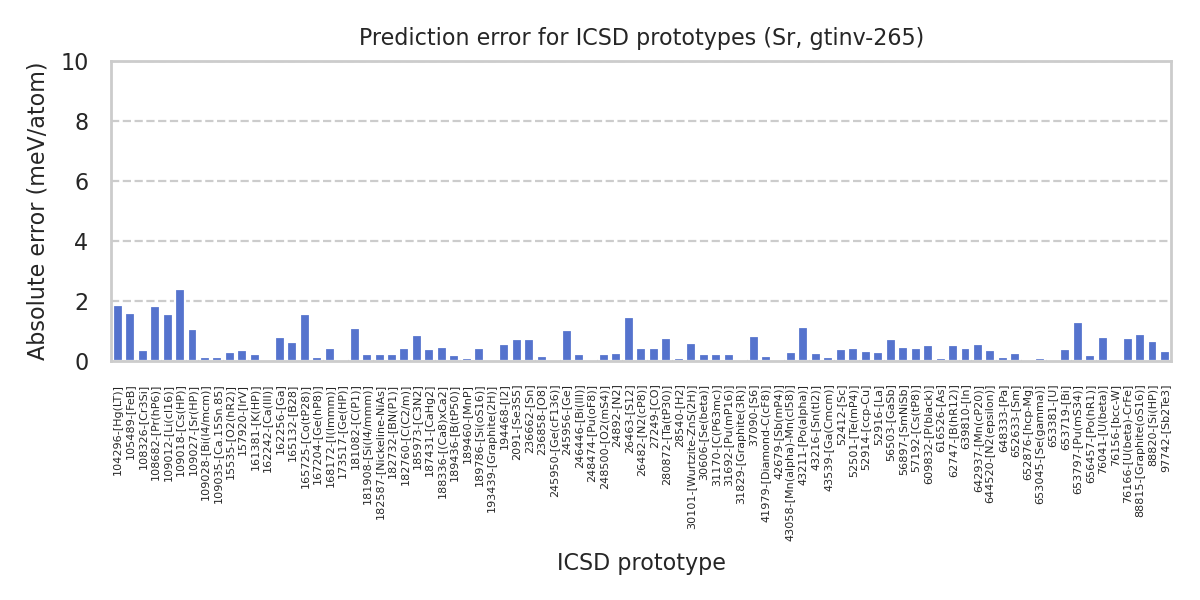 Prediction error for ICSD prototypes (Sr, gtinv-265)
Absolute error (meV/atom)
10
8
6
4
2
0
104296-[Hg(LT)]
105489-[FeB]
108326-[Cr3Si]
108682-[Pr(hP6)]
109012-[Li(cI16)]
109018-[Cs(HP)]
109027-[Sr(HP)]
109028-[Bi(I4/mcm)]
109035-[Ca.15Sn.85]
15535-[O2(hR2)]
157920-[IrV]
161381-[K(HP)]
162242-[Ca(III)]
162256-[Ga]
165132-[B28]
165725-[Co(tP28)]
167204-[Ge(hP8)]
168172-[I(Immm)]
173517-[Ge(HP)]
181082-[C(P1)]
181908-[Si(I4/mmm)]
182587-[Nickeline-NiAs]
182732-[BN(P1)]
182760-[C(C2/m)]
185973-[C3N2]
187431-[CaHg2]
188336-[(Ca8)xCa2]
189436-[B(tP50)]
189460-[MnP]
189786-[Si(oS16)]
193439-[Graphite(2H)]
194468-[I2]
2091-[Se3S5]
236662-[Sn]
236858-[O8]
245950-[Ge(cF136)]
245956-[Ge]
246446-[Bi(III)]
248474-[Pu(oF8)]
248500-[O2(mS4)]
24892-[N2]
26463-[S12]
26482-[N2(cP8)]
27249-[CO]
280872-[Ta(tP30)]
28540-[H2]
30101-[Wurtzite-ZnS(2H)]
30606-[Se(beta)]
31170-[C(P63mc)]
31692-[Pu(mP16)]
31829-[Graphite(3R)]
37090-[S6]
41979-[Diamond-C(cF8)]
42679-[Sb(mP4)]
43058-[Mn(alpha)-Mn(cI58)]
43211-[Po(alpha)]
43216-[Sn(tI2)]
43539-[Ga(Cmcm)]
52412-[Sc]
52501-[Te(mP4)]
52914-[ccp-Cu]
52916-[La]
56503-[GaSb]
56897-[SmNiSb]
57192-[Cs(tP8)]
609832-[P(black)]
616526-[As]
62747-[B(hR12)]
639810-[In]
642937-[Mn(cP20)]
644520-[N2(epsilon)]
648333-[Pa]
652633-[Sm]
652876-[hcp-Mg]
653045-[Se(gamma)]
653381-[U]
653719-[Bi]
653797-[Pu(mS34)]
656457-[Po(hR1)]
76041-[U(beta)]
76156-[bcc-W]
76166-[U(beta)-CrFe]
88815-[Graphite(oS16)]
88820-[Si(HP)]
97742-[Sb2Te3]
ICSD prototype